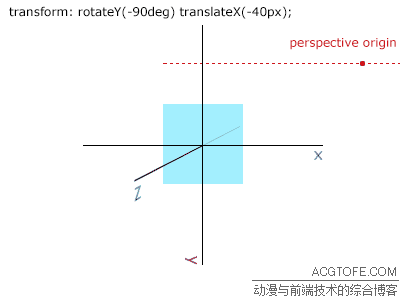 transform: rotateY(-90deg) translateX(-40px);
perspective origin
X
Z
Y
ACGTOFE.COM
动漫与前端技术的综合博客